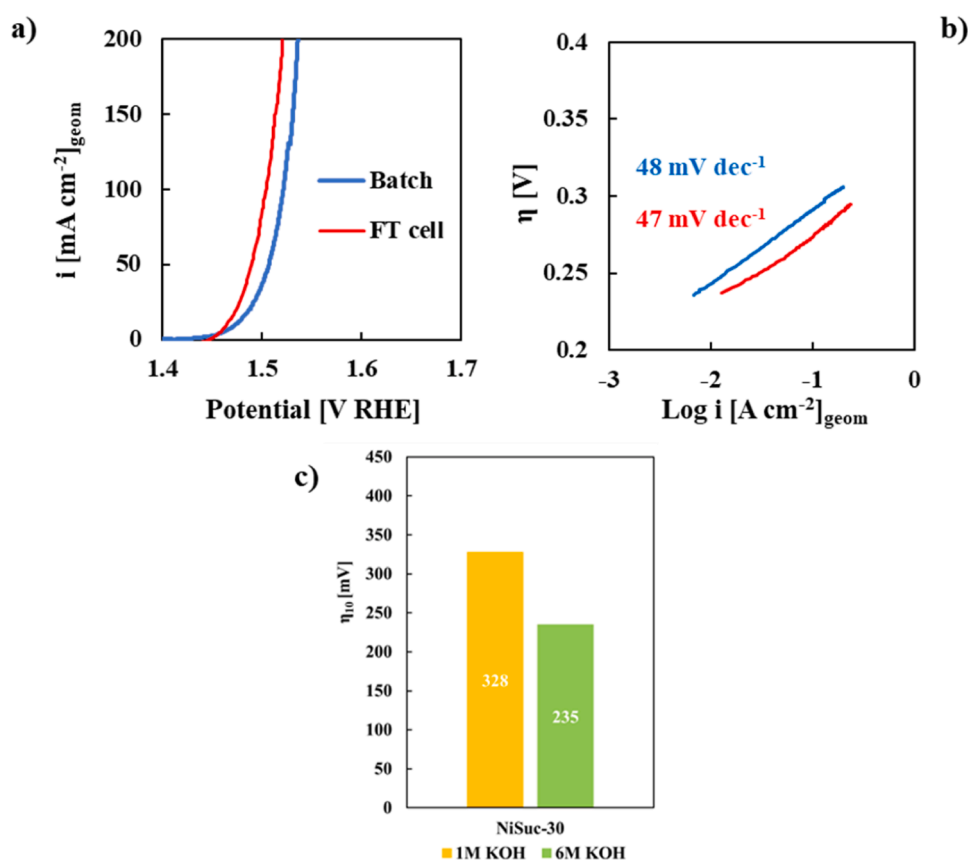 a)
200
150
100
50
0
i [mA cm⁻²]geom
Batch
FT cell
1.4 1.5 1.6 1.7
Potential [V RHE]
b)
0.4
0.35
0.3
0.25
0.2
η [V]
48 mV dec⁻¹
47 mV dec⁻¹
-3 -2 -1 0
Log i [A cm⁻²]geom
c)
450
400
350
300
250
200
150
100
50
0
η₁₀ [mV]
328
235
NiSuc-30
1M KOH 6M KOH